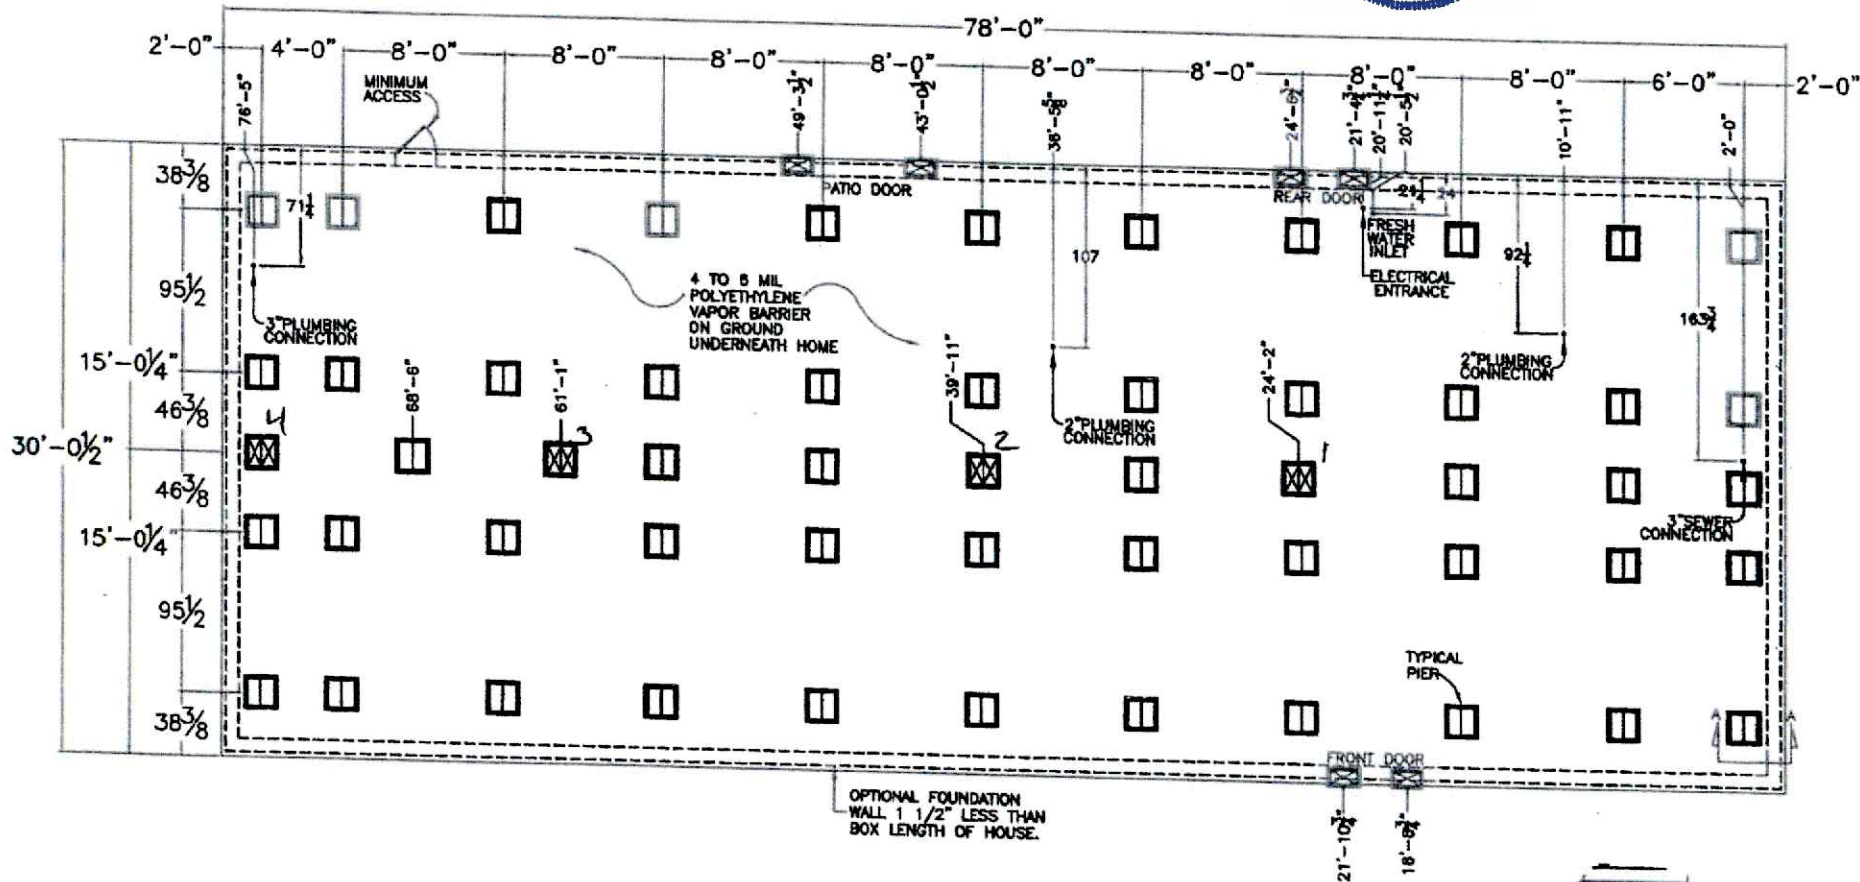 78'-0"
2'-0" 4'-0" 8'-0" 8'-0" 8'-0" 8'-0" 8'-0" 8'-0" 8'-0" 8'-0" 6'-0" 2'-0"
MINIMUM
ACCESS
76'-5"
49'-3½"
43'-0½"
36'-5⅝"
21'-4¾"
20'-5½"
10'-11"
2'-0"
38⅜
71¼
PATIO DOOR
REAR DOOR
21¼ 24
FRESH
WATER
INLET
ELECTRICAL
ENTRANCE
107
92¼
163¾
95½
4 TO 6 MIL
POLYETHYLENE
VAPOR BARRIER
ON GROUND
UNDERNEATH HOME
3"PLUMBING
CONNECTION
2"PLUMBING
CONNECTION
15'-0¼"
46⅜
68'-6"
61'-1"
39'-11"
24'-2"
2"PLUMBING
CONNECTION
4
3
2
1
30'-0½"
46⅜
3"SEWER
CONNECTION
15'-0¼"
95½
TYPICAL
PIER
38⅜
A A
FRONT DOOR
OPTIONAL FOUNDATION
WALL 1 1/2" LESS THAN
BOX LENGTH OF HOUSE.
21'-10¾"
18'-8¾"